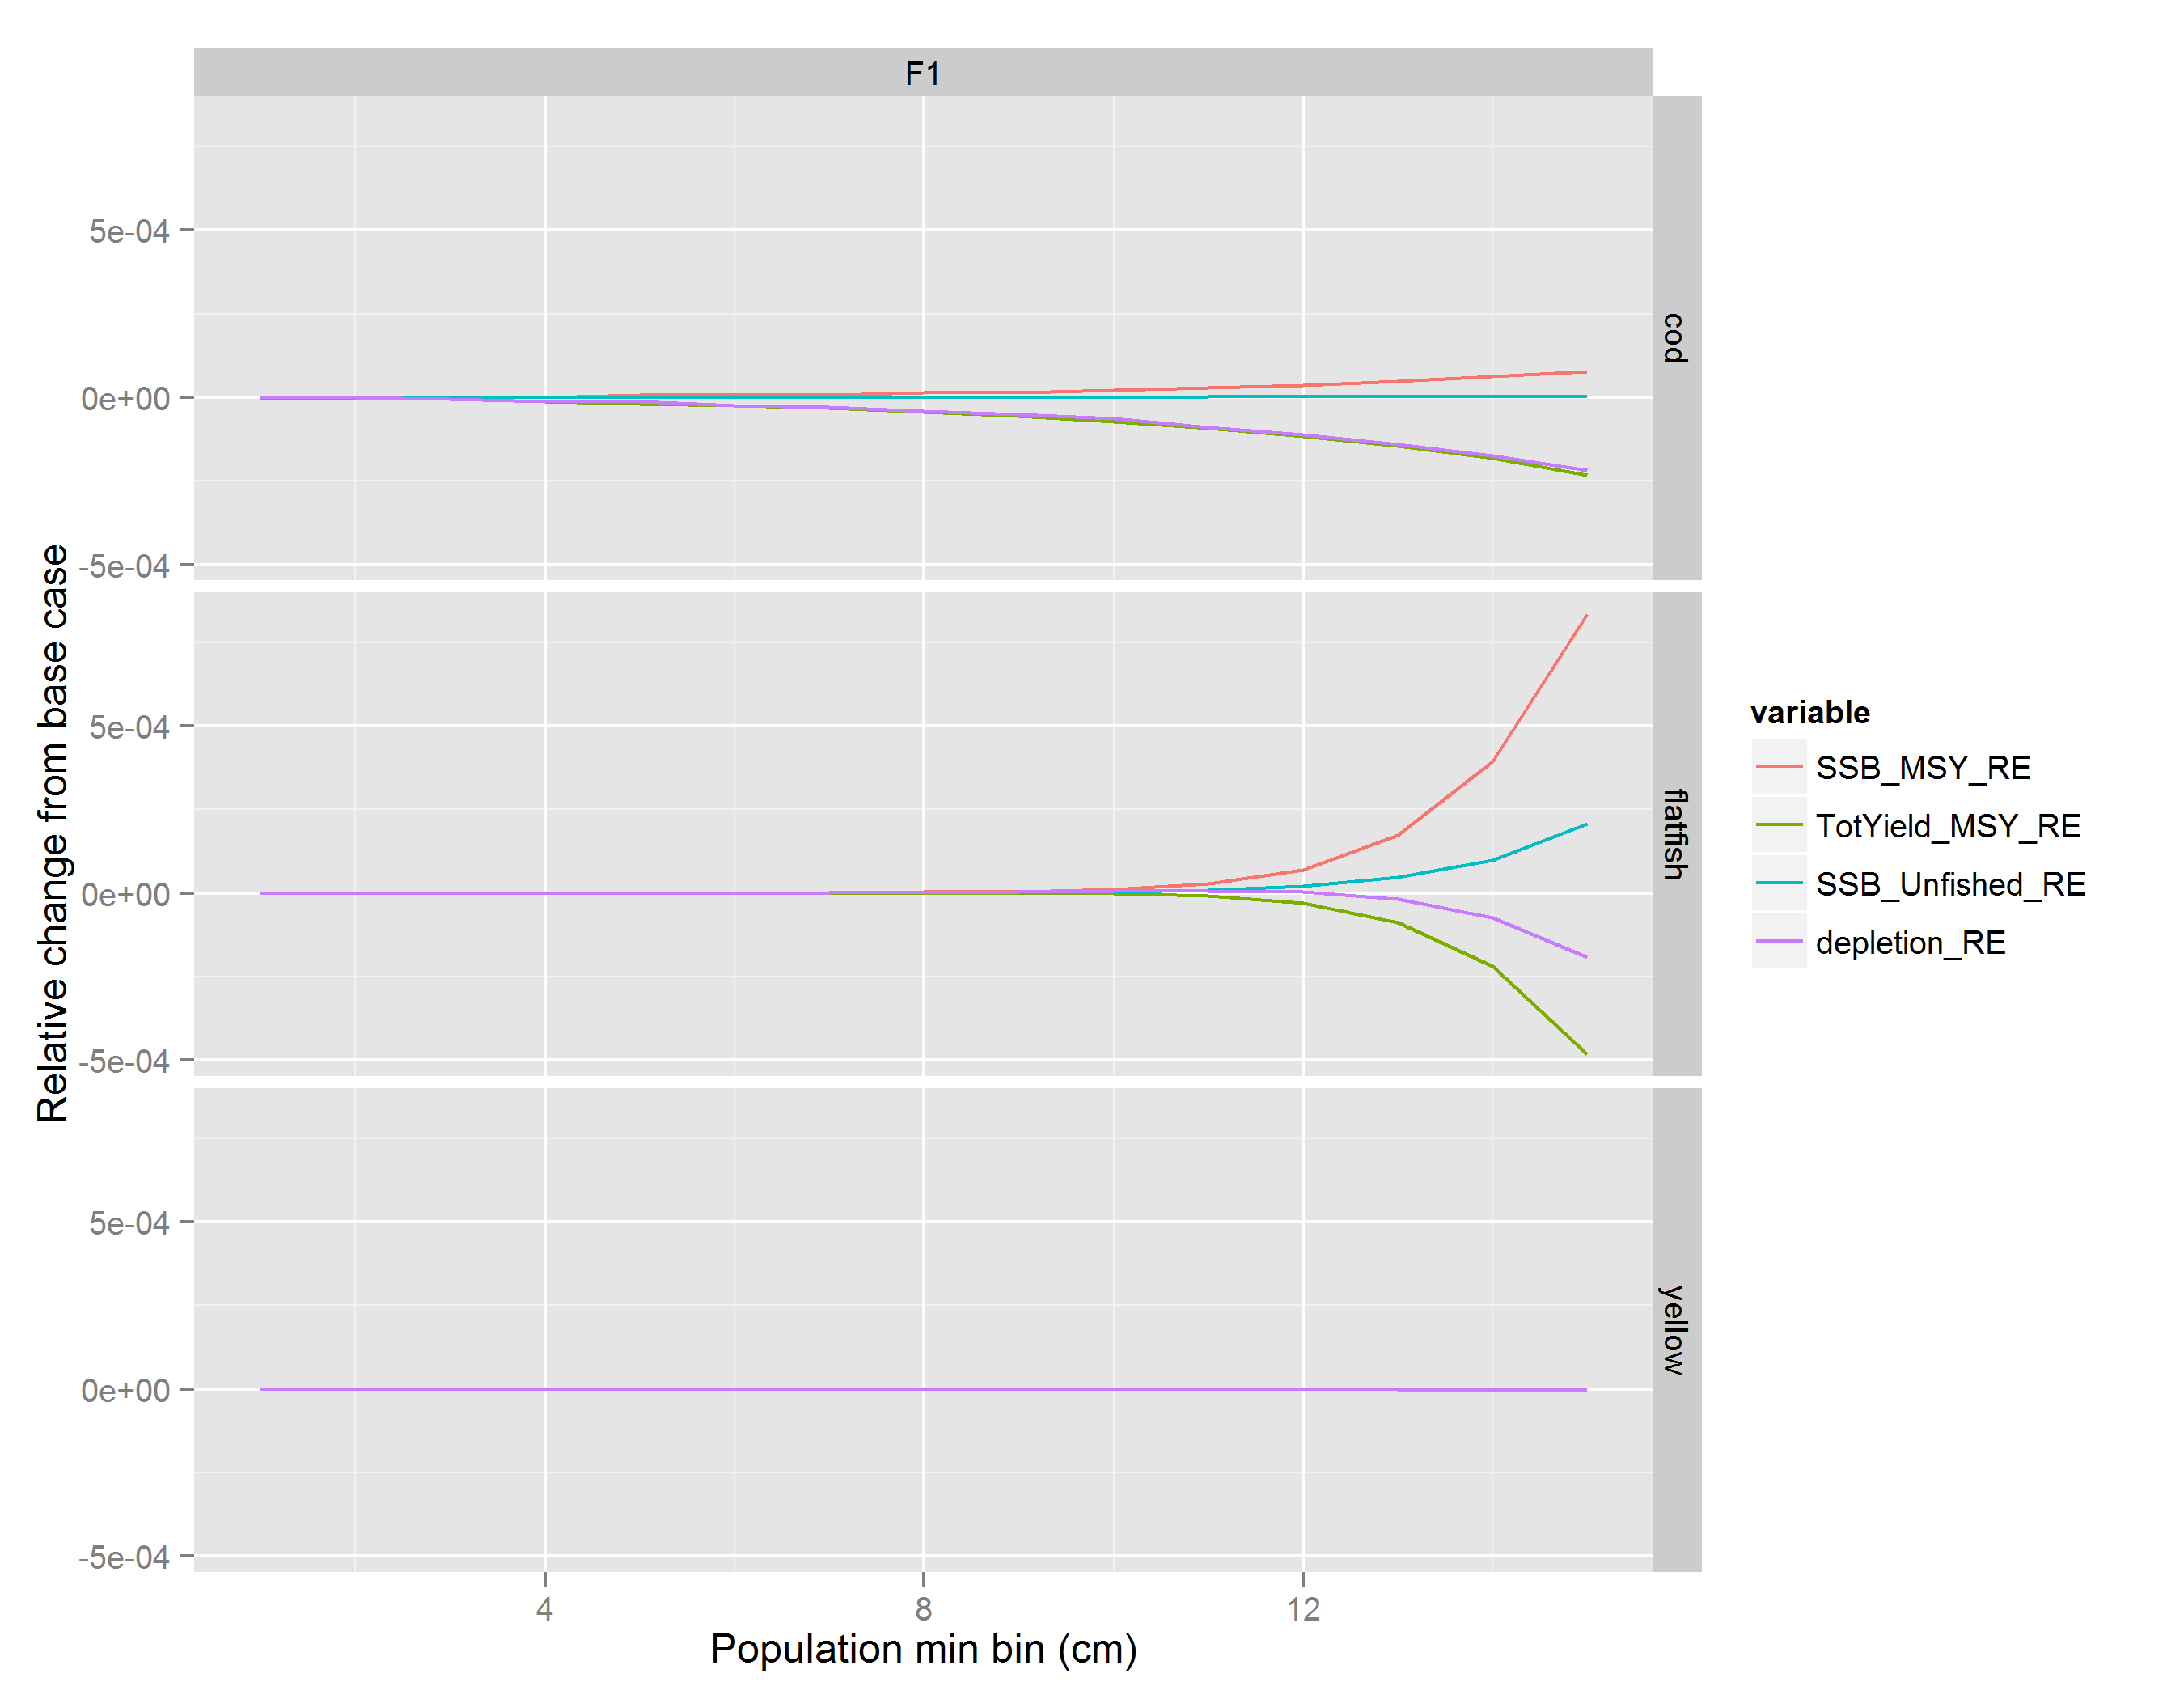 F1
5e-04
0e+00
-5e-04
cod
5e-04
0e+00
-5e-04
flatfish
5e-04
0e+00
-5e-04
yellow
4
8
12
Population min bin (cm)
Relative change from base case
variable
SSB_MSY_RE
TotYield_MSY_RE
SSB_Unfished_RE
depletion_RE